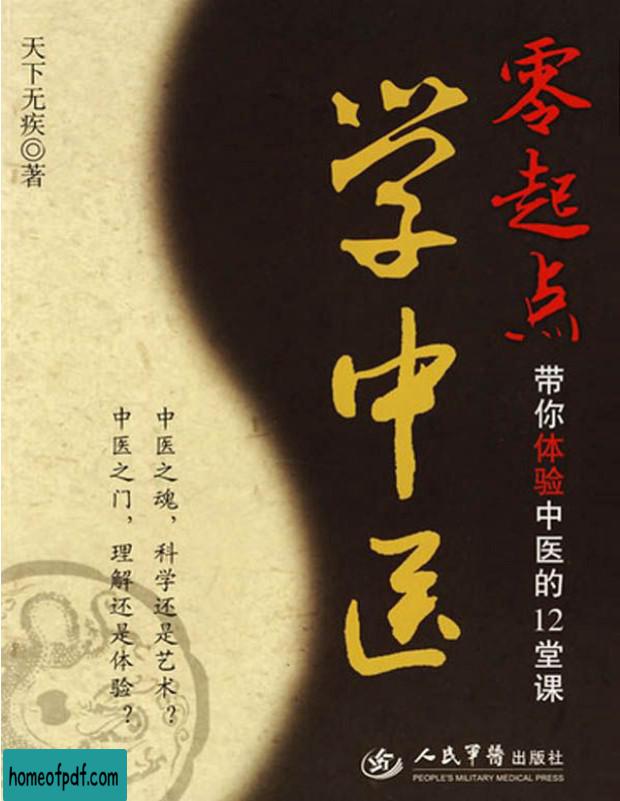 零起点
学中医
带你体验中医的12堂课
天下无疾◎著
中医之魂，科学还是艺术？
中医之门，理解还是体验？
人民军醫出版社
PEOPLE'S MILITARY MEDICAL PRESS
homeofpdf.com